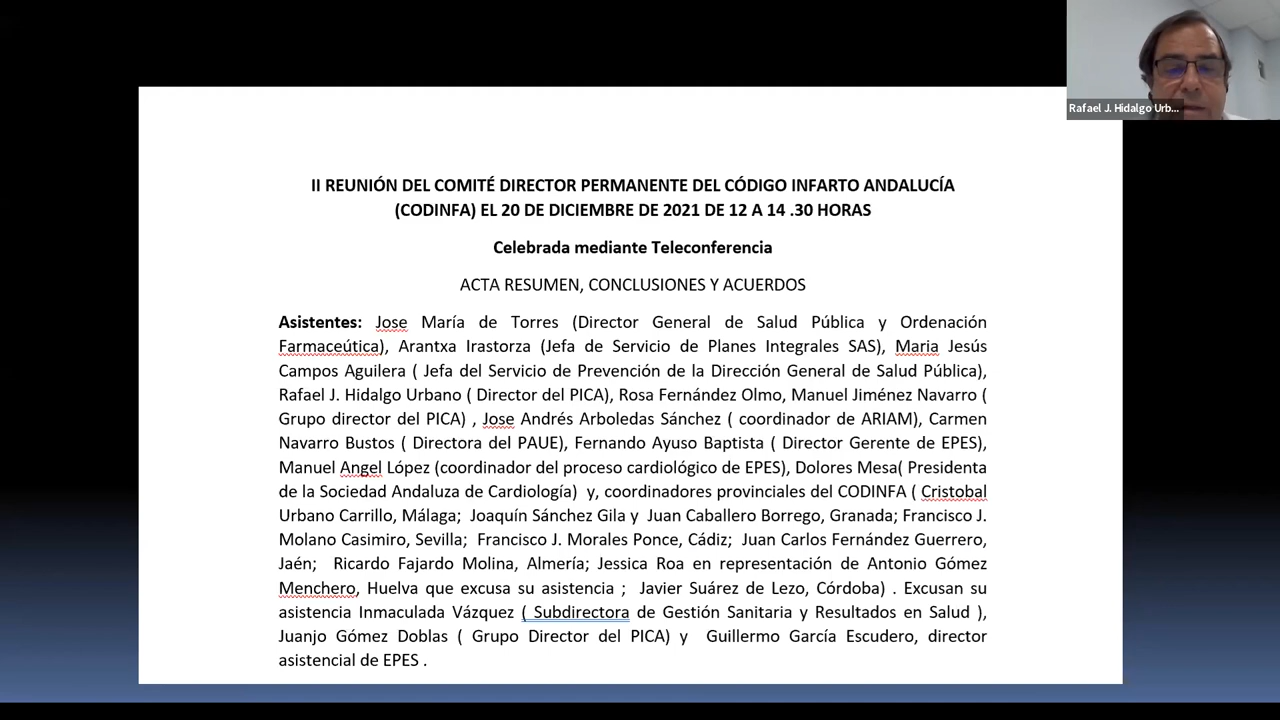 Rafael J. Hidalgo Urb...
II REUNIÓN DEL COMITÉ DIRECTOR PERMANENTE DEL CÓDIGO INFARTO ANDALUCÍA
(CODINFA) EL 20 DE DICIEMBRE DE 2021 DE 12 A 14 .30 HORAS
Celebrada mediante Teleconferencia
ACTA RESUMEN, CONCLUSIONES Y ACUERDOS
Asistentes: Jose María de Torres (Director General de Salud Pública y Ordenación
Farmaceútica), Arantxa Irastorza (Jefa de Servicio de Planes Integrales SAS), Maria Jesús
Campos Aguilera ( Jefa del Servicio de Prevención de la Dirección General de Salud Pública),
Rafael J. Hidalgo Urbano ( Director del PICA), Rosa Fernández Olmo, Manuel Jiménez Navarro (
Grupo director del PICA) , Jose Andrés Arboledas Sánchez ( coordinador de ARIAM), Carmen
Navarro Bustos ( Directora del PAUE), Fernando Ayuso Baptista ( Director Gerente de EPES),
Manuel Angel López (coordinador del proceso cardiológico de EPES), Dolores Mesa( Presidenta
de la Sociedad Andaluza de Cardiología) y, coordinadores provinciales del CODINFA ( Cristobal
Urbano Carrillo, Málaga; Joaquín Sánchez Gila y Juan Caballero Borrego, Granada; Francisco J.
Molano Casimiro, Sevilla; Francisco J. Morales Ponce, Cádiz; Juan Carlos Fernández Guerrero,
Jaén; Ricardo Fajardo Molina, Almería; Jessica Roa en representación de Antonio Gómez
Menchero, Huelva que excusa su asistencia ; Javier Suárez de Lezo, Córdoba) . Excusan su
asistencia Inmaculada Vázquez ( Subdirectora de Gestión Sanitaria y Resultados en Salud ),
Juanjo Gómez Doblas ( Grupo Director del PICA) y Guillermo García Escudero, director
asistencial de EPES .